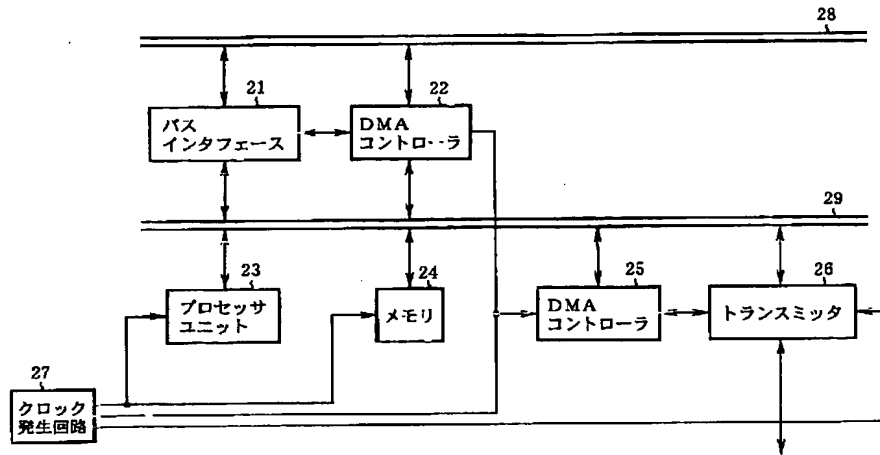 28
21
22
バス
インタフェース
DMA
コントローラ
29
23
24
25
26
プロセッサ
ユニット
メモリ
DMA
コントローラ
トランスミッタ
27
クロック
発生回路